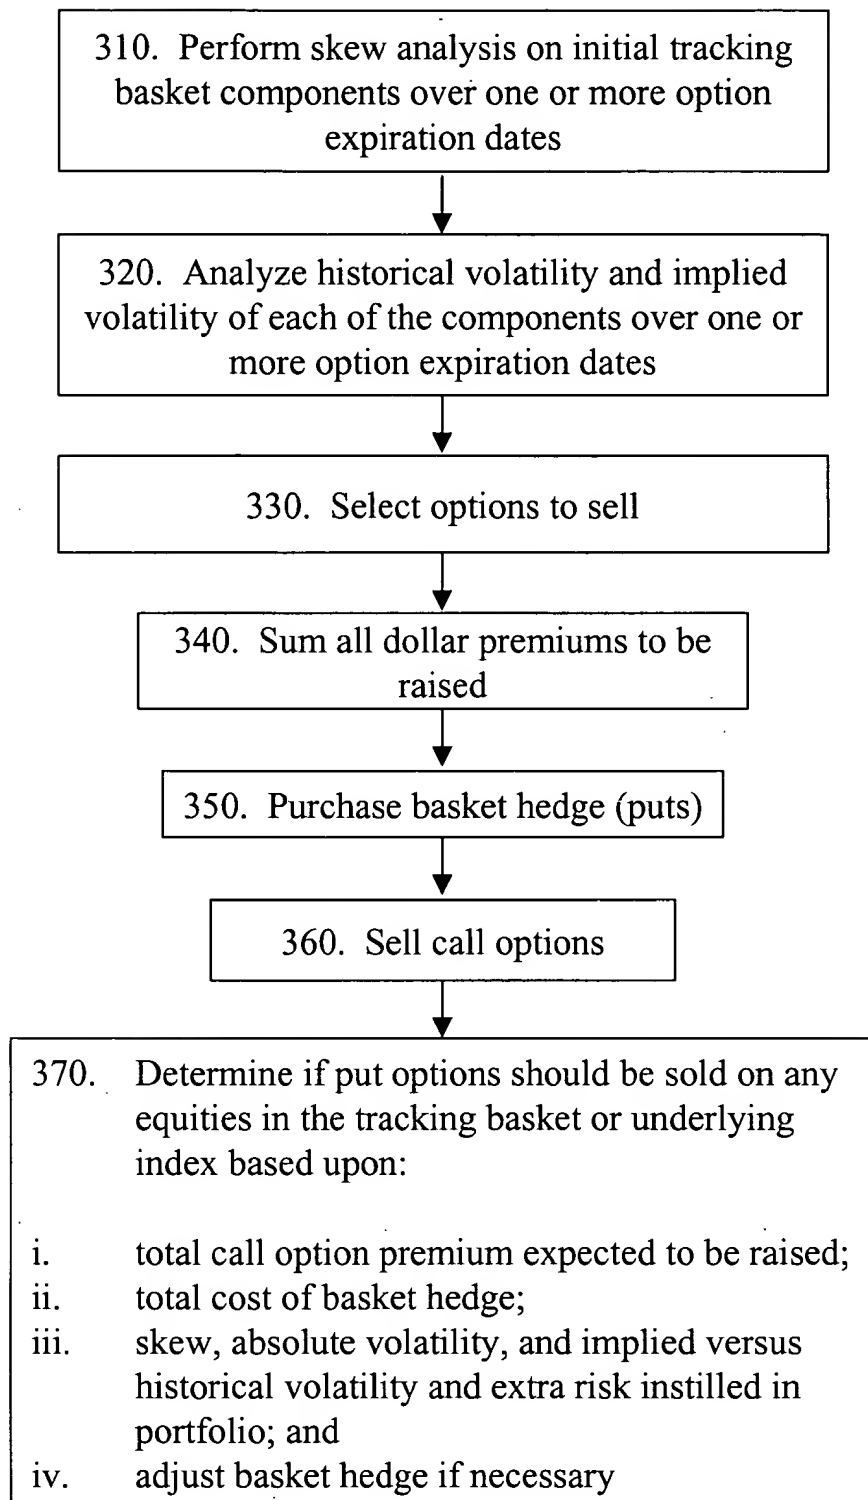 310. Perform skew analysis on initial tracking
basket components over one or more option
expiration dates
320. Analyze historical volatility and implied
volatility of each of the components over one or
more option expiration dates
330. Select options to sell
340. Sum all dollar premiums to be
raised
350. Purchase basket hedge (puts)
360. Sell call options
370. Determine if put options should be sold on any
equities in the tracking basket or underlying
index based upon:
i. total call option premium expected to be raised;
ii. total cost of basket hedge;
iii. skew, absolute volatility, and implied versus
historical volatility and extra risk instilled in
portfolio; and
iv. adjust basket hedge if necessary